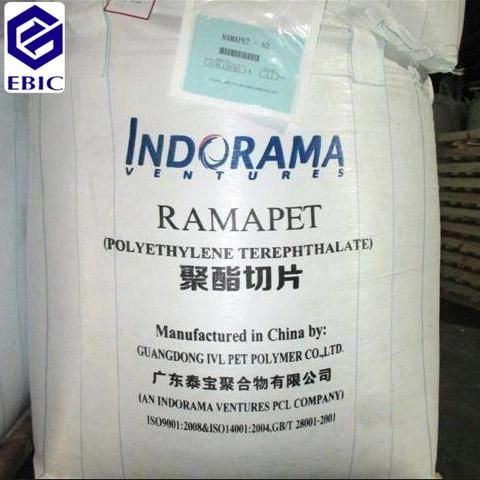 EBIC
RAMAPET - N2
INDORAMA
VENTURES
RAMAPET
(POLYETHYLENE TEREPHTHALATE)
聚酯切片
Manufactured in China by:
GUANGDONG IVL PET POLYMER CO.,LTD.
广东泰宝聚合物有限公司
(AN INDORAMA VENTURES PCL COMPANY)
ISO9001:2008&ISO14001:2004,GB/T 28001-2001